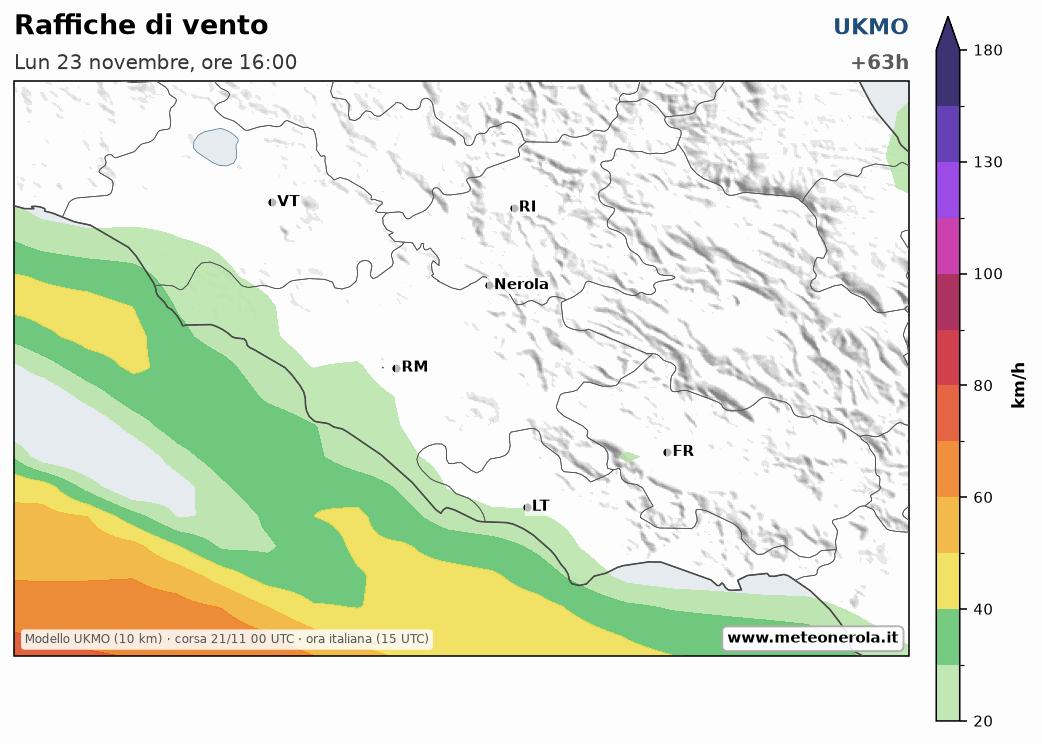 Raffiche di vento
UKMO
Lun 23 novembre, ore 16:00
+63h
VT
RI
Nerola
RM
FR
LT
Modello UKMO (10 km) · corsa 21/11 00 UTC · ora italiana (15 UTC)
www.meteonerola.it
180
130
100
80
60
40
20
km/h